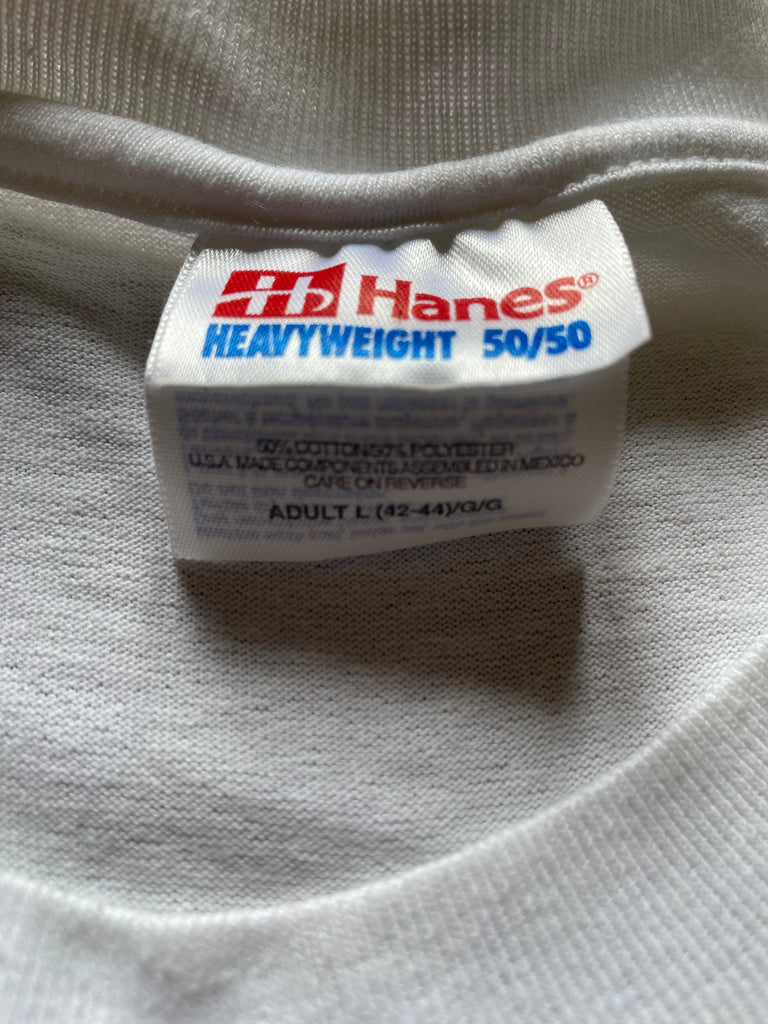 Hanes®
HEAVYWEIGHT 50/50
50% COTTON 50% POLYESTER
U.S.A. MADE COMPONENTS ASSEMBLED IN MEXICO
CARE ON REVERSE
ADULT L (42-44)/G/G